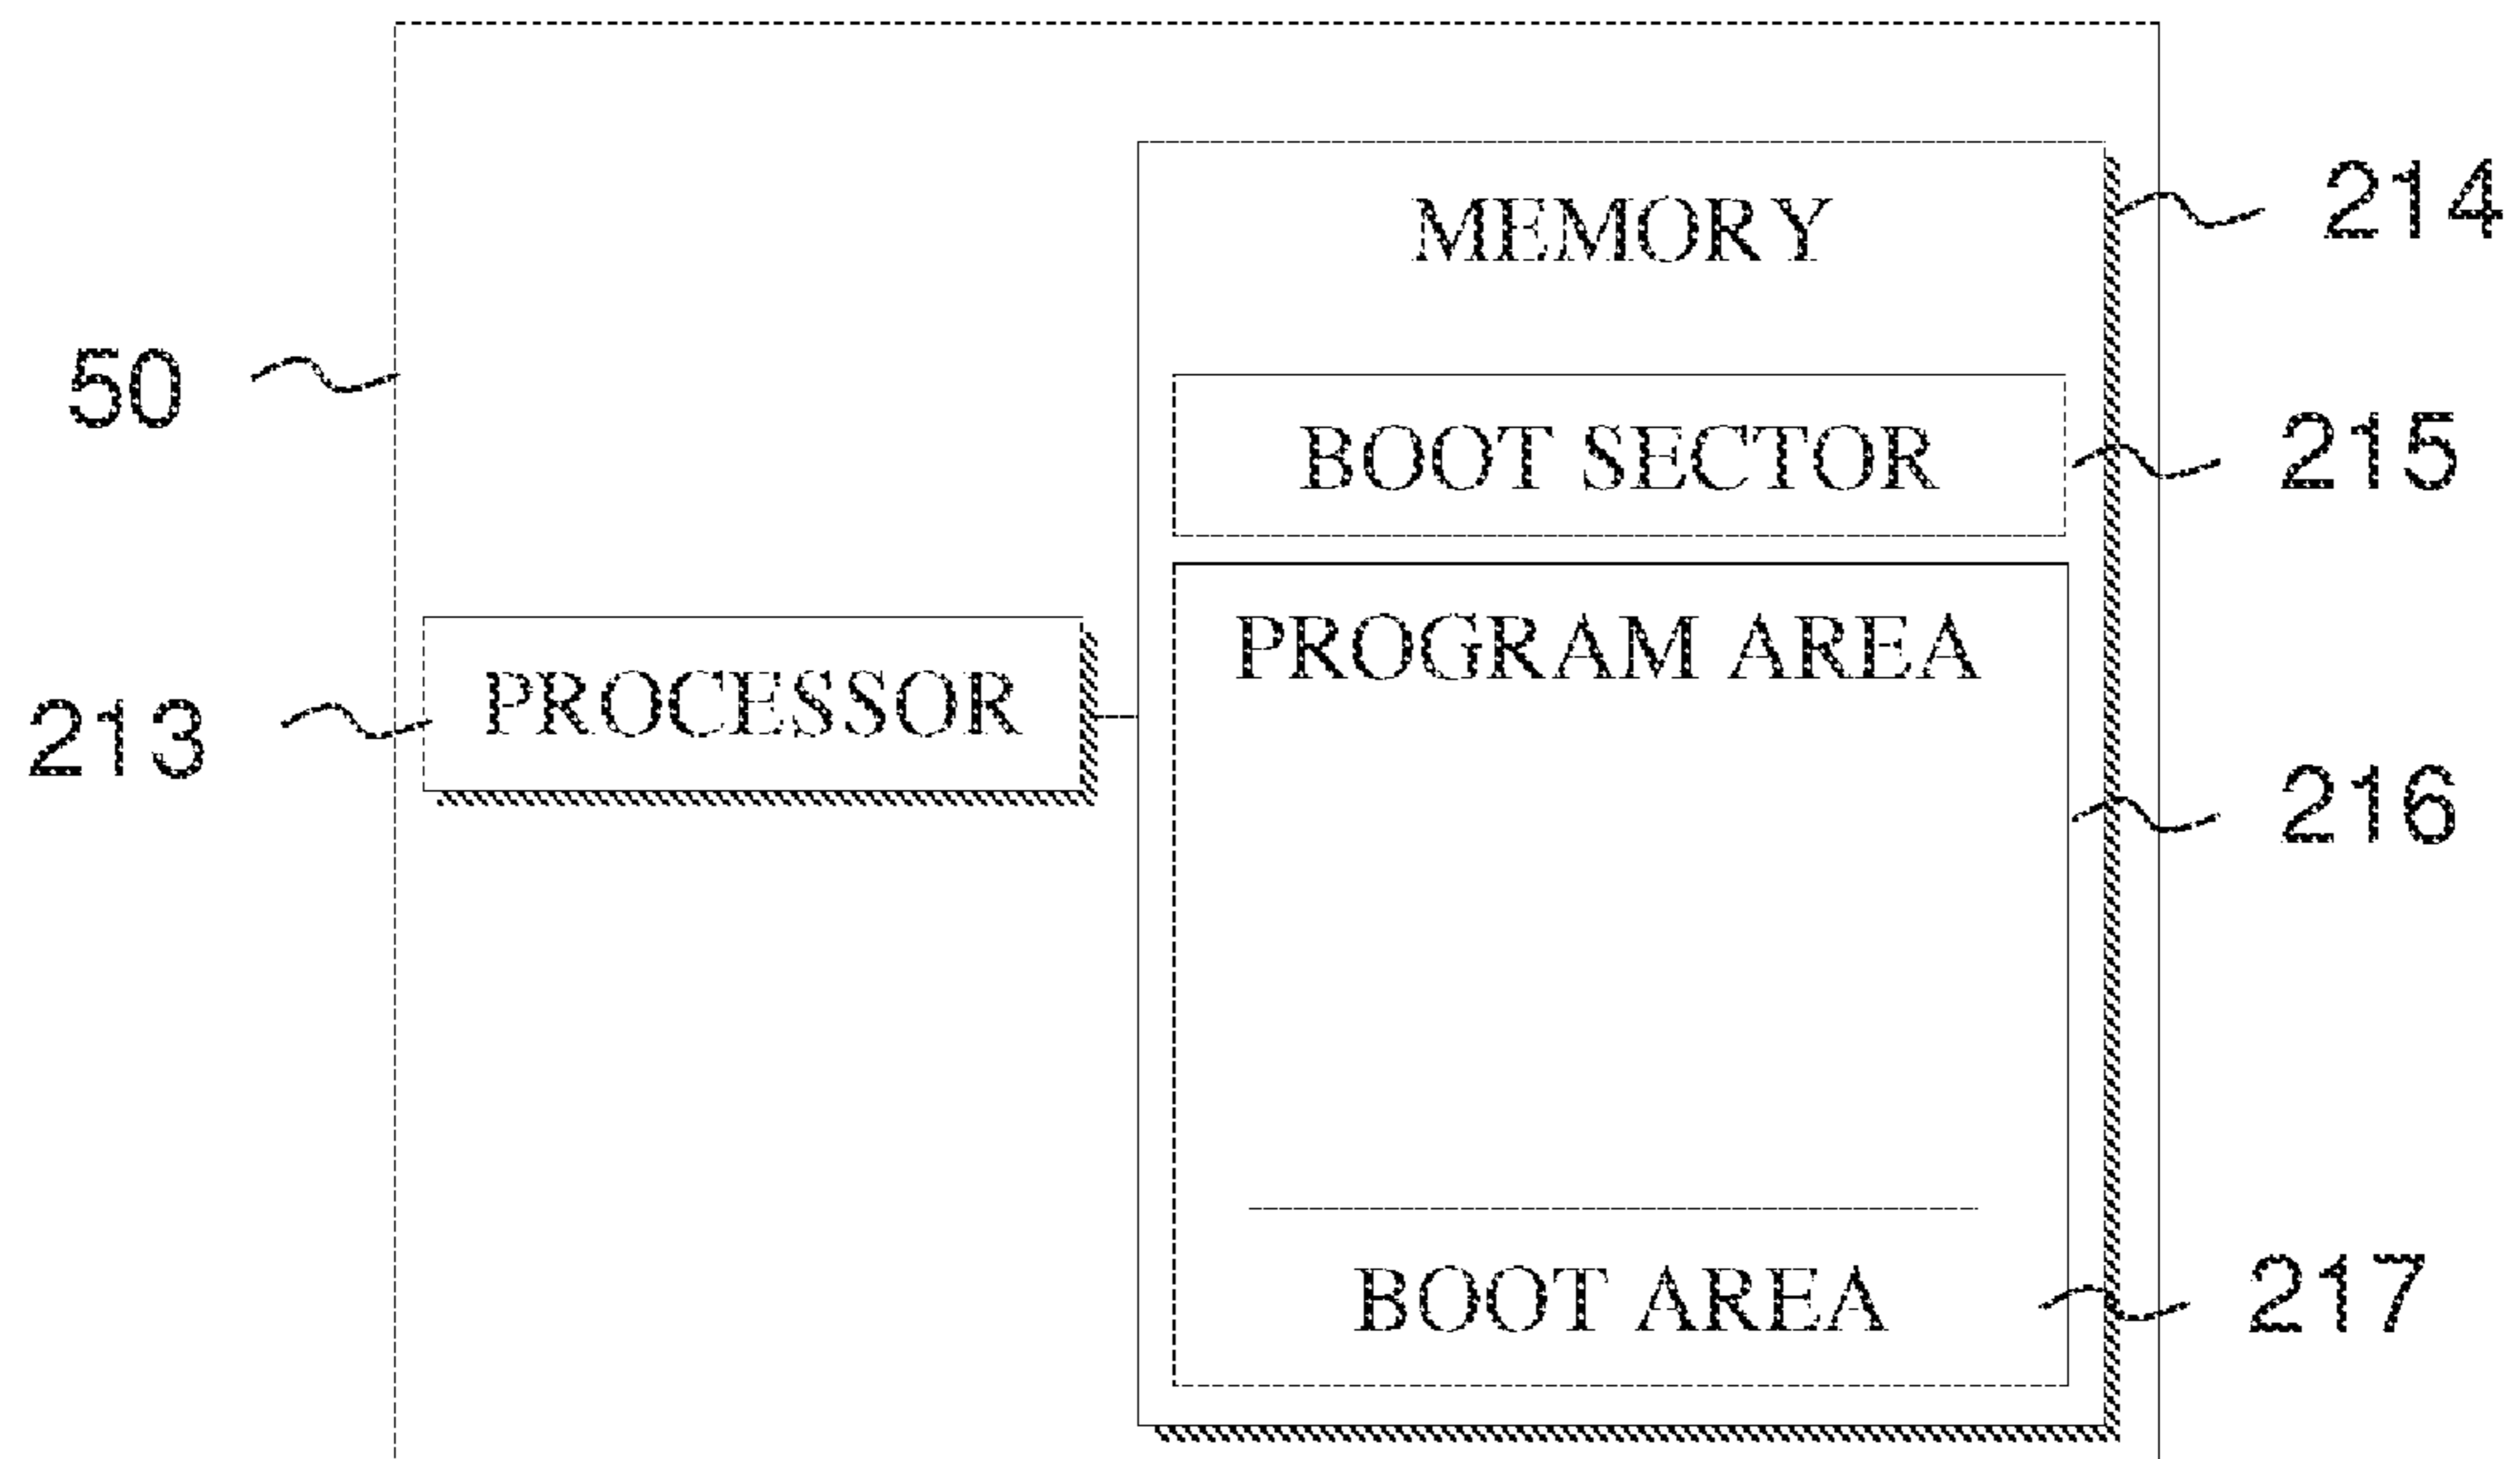 MEMORY
214
50
BOOT SECTOR
215
PROGRAM AREA
PROCESSOR
213
216
BOOT AREA
217